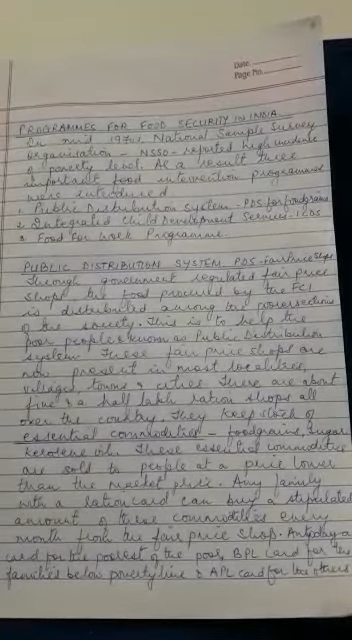 Date.
Page No.
PROGRAMMES FOR FOOD SECURITY IN INDIA
In mid 1970s, National Sample Survey
Organisation - NSSO - reported high incidence
of poverty level. As a result three
important food intervention programmes
were introduced
1. Public Distribution System - PDS - for foodgrains
2. Integrated Child Development Services - ICDS
3 Food For work Programme.
PUBLIC DISTRIBUTION SYSTEM PDS - Fair Price Shops
Through government regulated fair price
shops, the food procured by the FCI
is distributed among the poorer sections
of the society. This is to help the
poor people & known as Public Distribution
System. These fair price shops are
now present in most localities,
villages, towns & cities. There are about
five & a half lakh ration shops all
over the country. They keep stock of
essential commodities - foodgrains, sugar
kerosene oil. These essential commodities
are sold to people at a price lower
than the market price. Any family
with a ration card can buy a stipulated
amount of these commodities every
month from the fair price shop. Antodaya
card for the poorest of the poor, BPL card for the
families below poverty line & APL card for the others